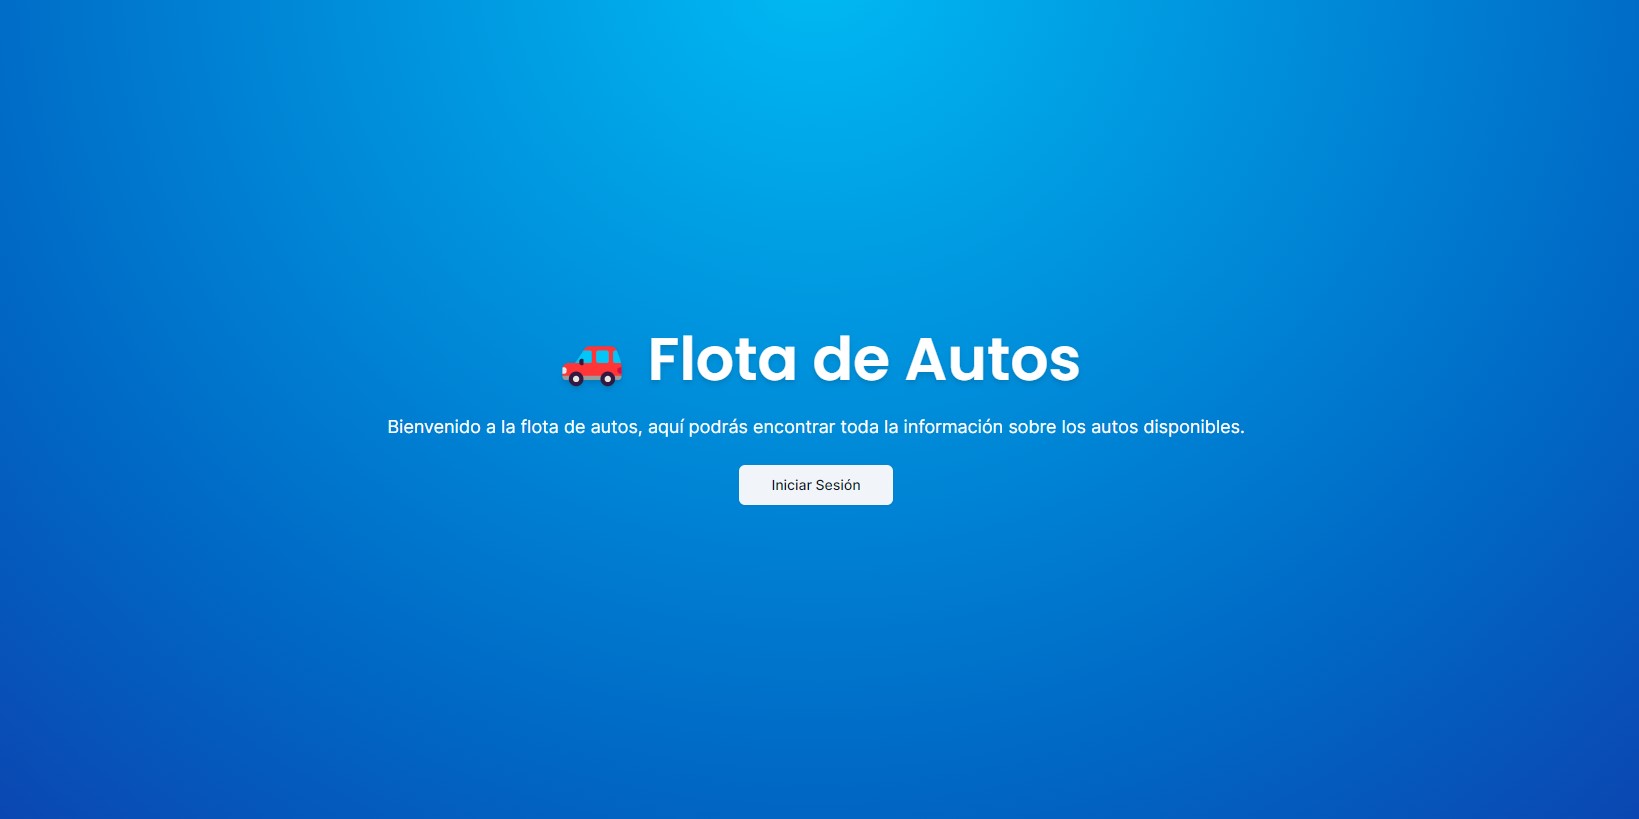 Flota de Autos
Bienvenido a la flota de autos, aquí podrás encontrar toda la información sobre los autos disponibles.
Iniciar Sesión